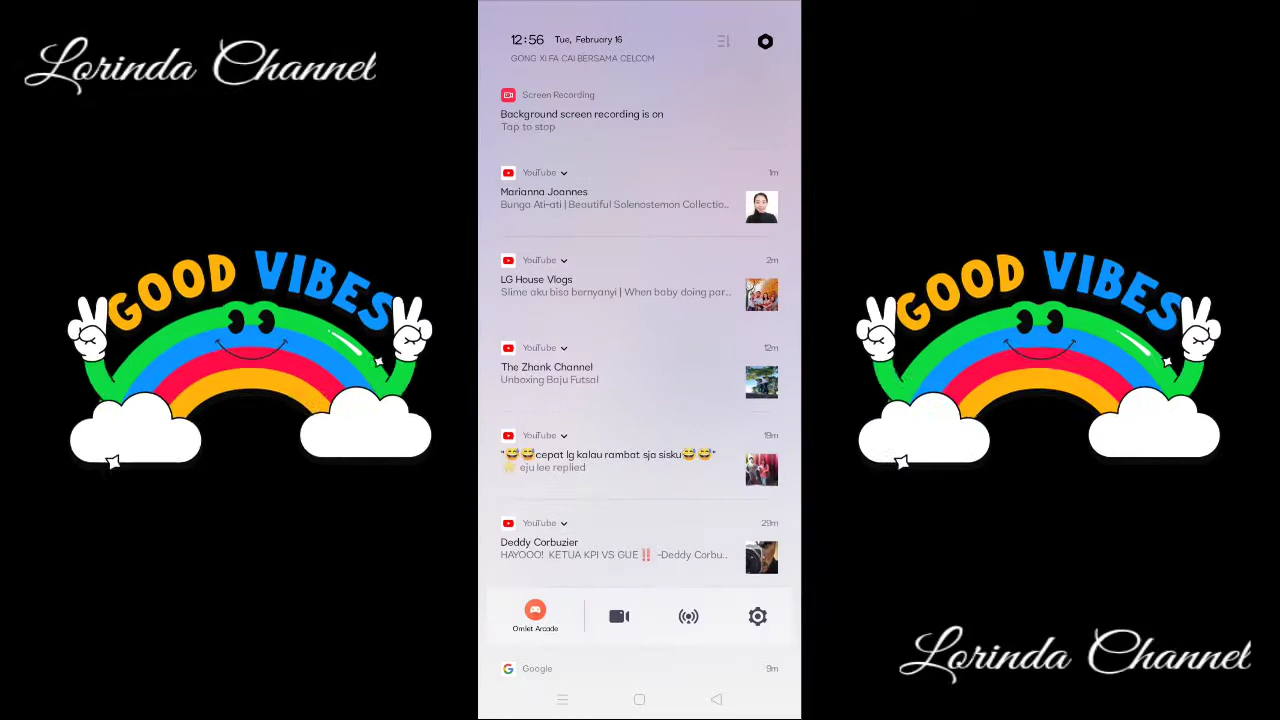 Lorinda Channel
GOOD VIBES
12:56 Tue, February 16
GONG XI FA CAI BERSAMA CELCOM
Screen Recording
Background screen recording is on
Tap to stop
YouTube 1m
Marianna Joannes
Bunga Ati-ati | Beautiful Solenostemon Collectio..
YouTube 2m
LG House Vlogs
Slime aku bisa bernyanyi | When baby doing par..
YouTube 12m
The Zhank Channel
Unboxing Baju Futsal
YouTube 19m
"😅😅cepat lg kalau rambat sja sisku😅😅"
eju lee replied
YouTube 29m
Deddy Corbuzier
HAYOOO! KETUA KPI VS GUE‼️ -Deddy Corbu..
Omlet Arcade
Google 9m
GOOD VIBES
Lorinda Channel